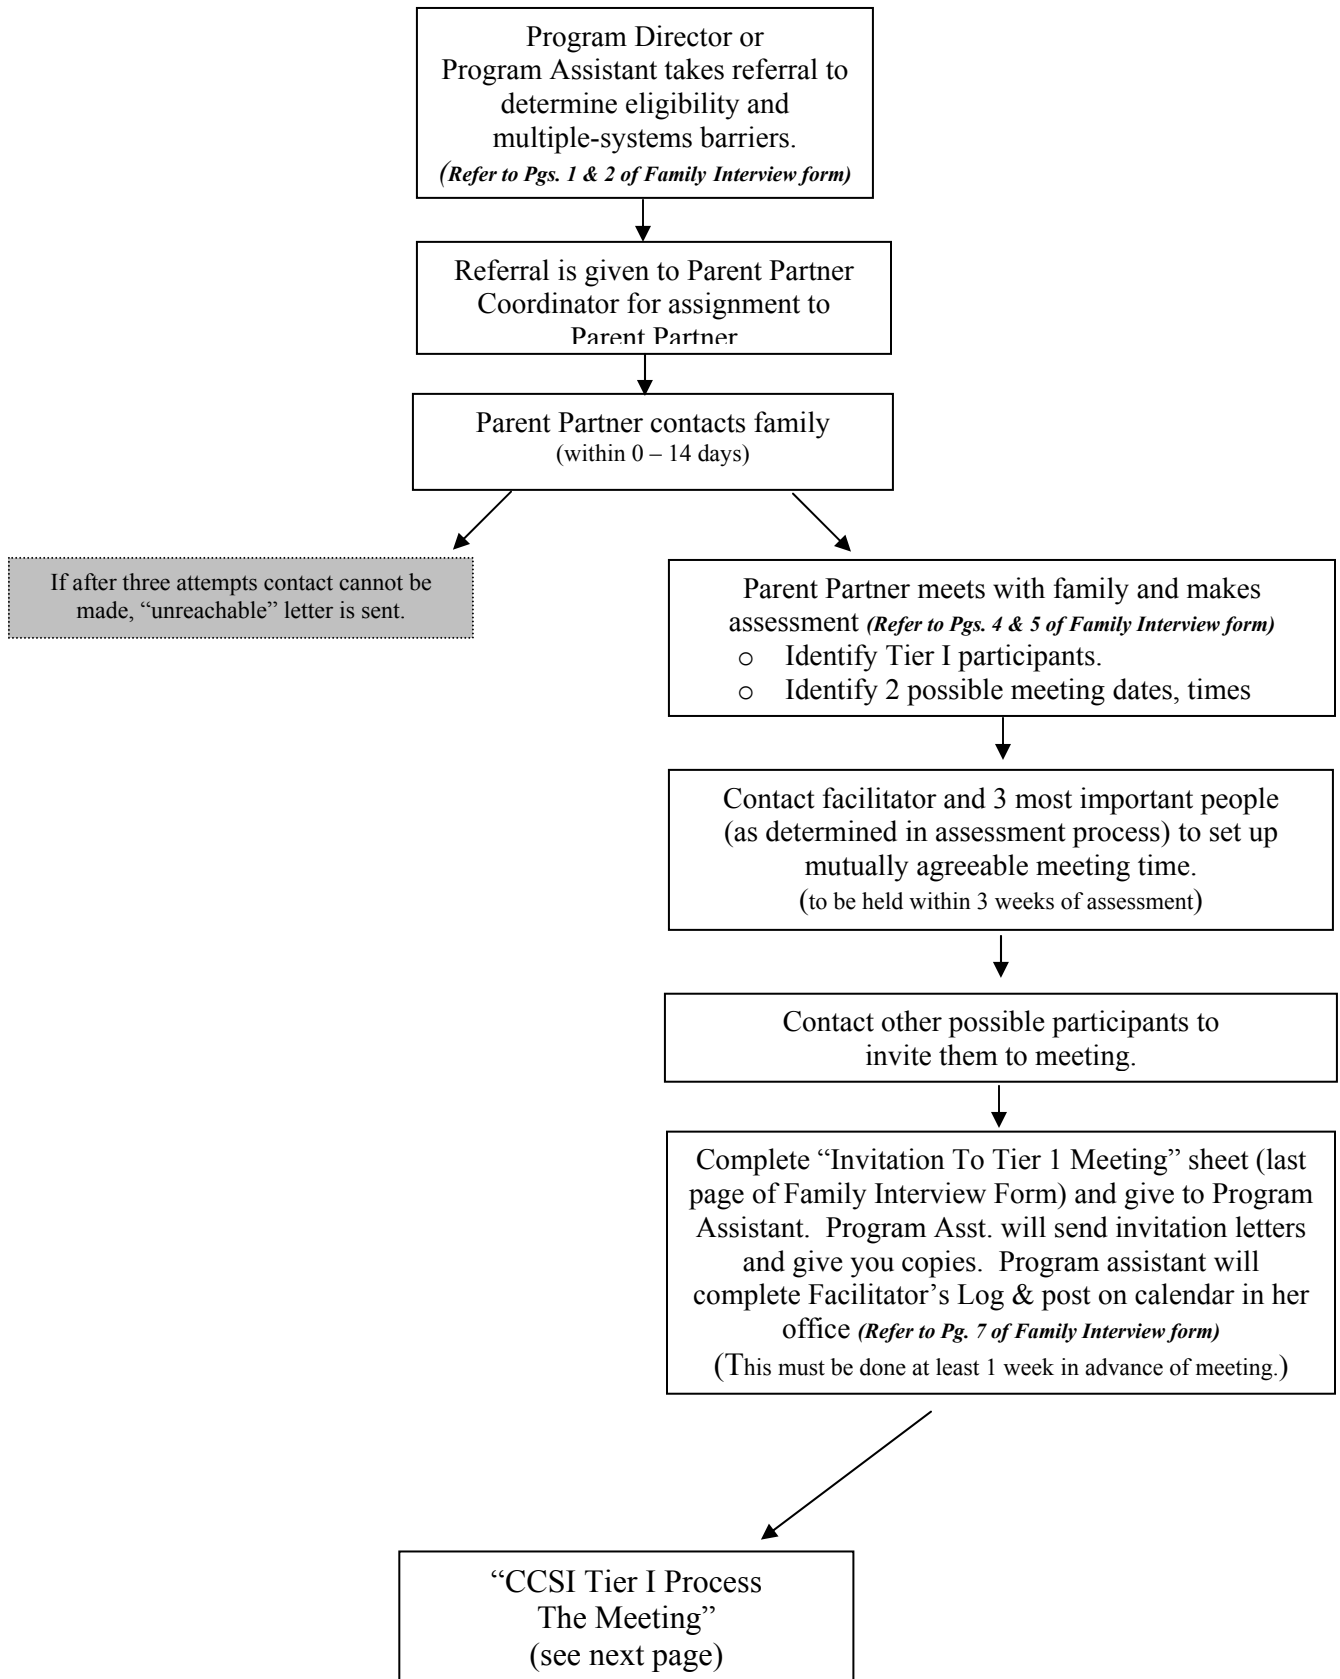 Program Director or
Program Assistant takes referral to
determine eligibility and
multiple-systems barriers.
(Refer to Pgs. 1 & 2 of Family Interview form)
Referral is given to Parent Partner
Coordinator for assignment to
Parent Partner
Parent Partner contacts family
(within 0 – 14 days)
If after three attempts contact cannot be
made, “unreachable” letter is sent.
Parent Partner meets with family and makes
assessment (Refer to Pgs. 4 & 5 of Family Interview form)
o Identify Tier I participants.
o Identify 2 possible meeting dates, times
Contact facilitator and 3 most important people
(as determined in assessment process) to set up
mutually agreeable meeting time.
(to be held within 3 weeks of assessment)
Contact other possible participants to
invite them to meeting.
Complete “Invitation To Tier 1 Meeting” sheet (last
page of Family Interview Form) and give to Program
Assistant. Program Asst. will send invitation letters
and give you copies. Program assistant will
complete Facilitator’s Log & post on calendar in her
office (Refer to Pg. 7 of Family Interview form)
(This must be done at least 1 week in advance of meeting.)
“CCSI Tier I Process
The Meeting”
(see next page)